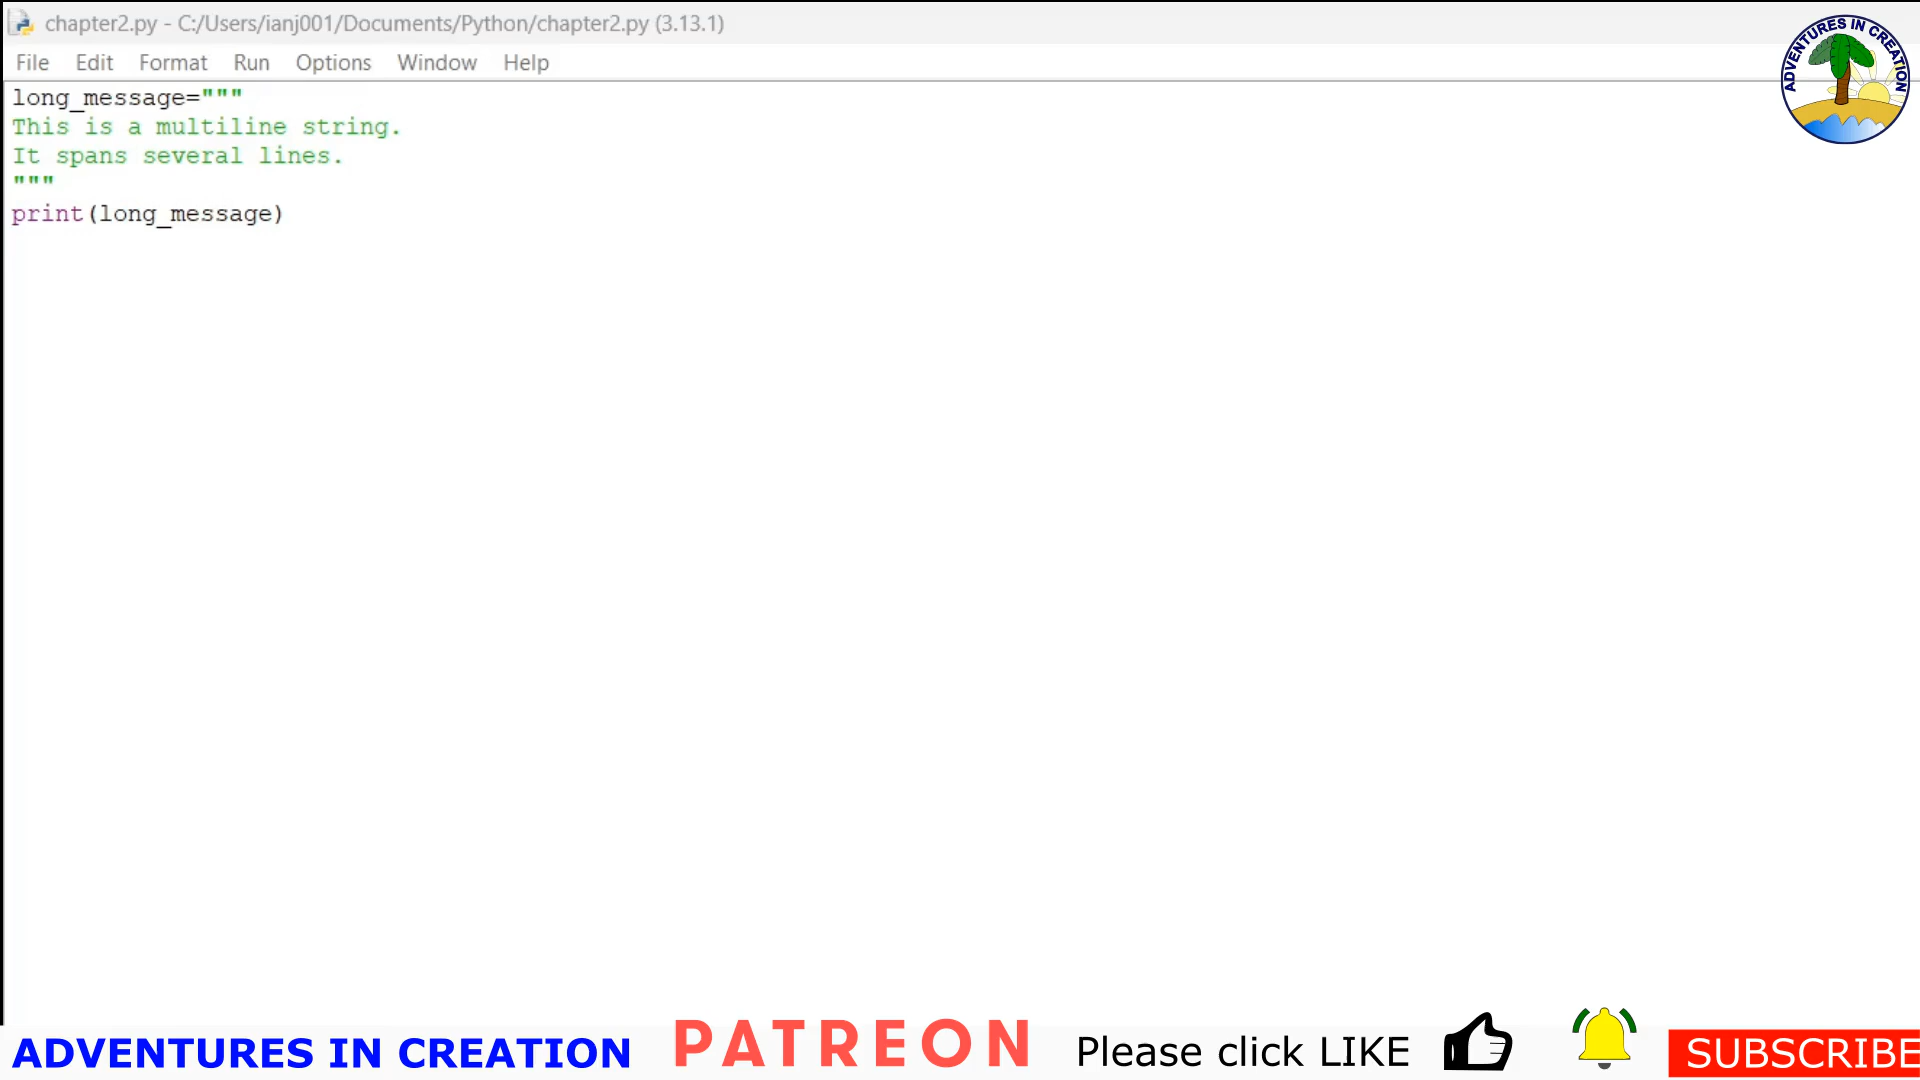 chapter2.py - C:/Users/ianj001/Documents/Python/chapter2.py (3.13.1)
File Edit Format Run Options Window Help
ADVENTURES IN CREATION
long_message="""
This is a multiline string.
It spans several lines.
"""
print(long_message)
ADVENTURES IN CREATION PATREON Please click LIKE SUBSCRIBE